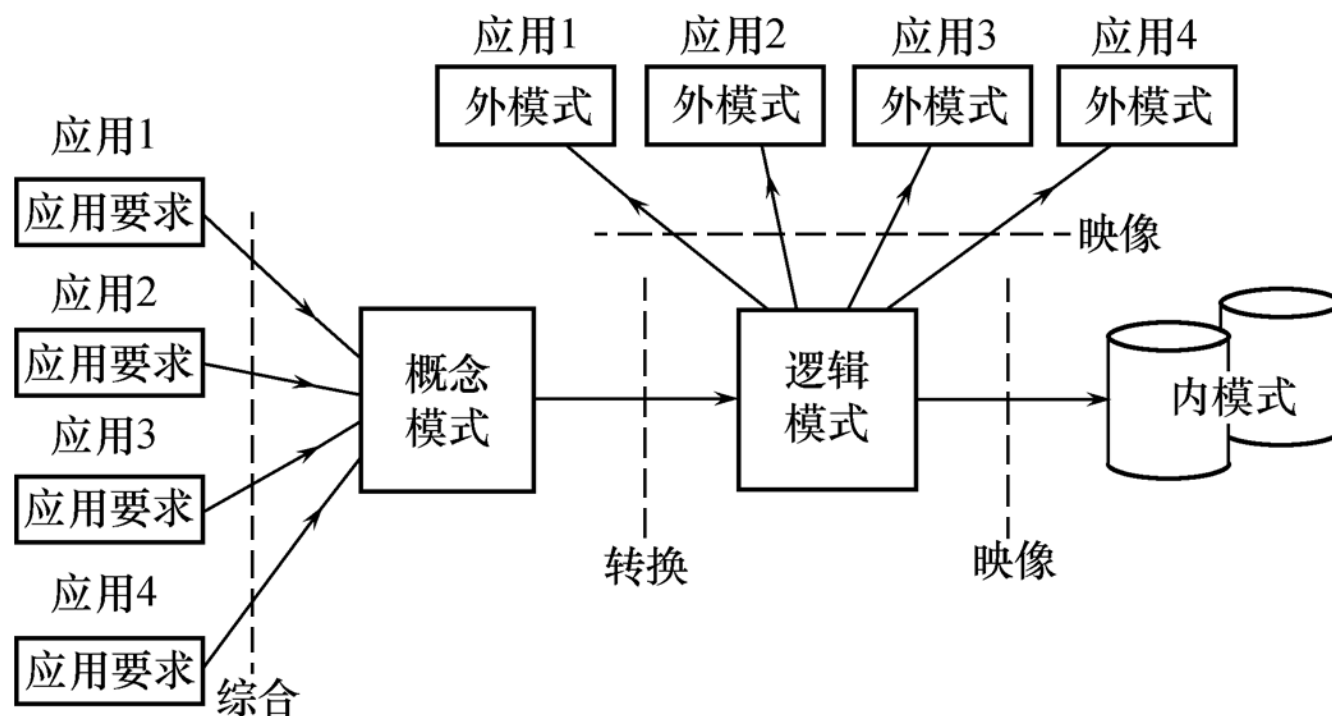 应用1
应用2
应用3
应用4
外模式
外模式
外模式
外模式
应用1
应用要求
应用2
应用要求
应用3
应用要求
应用4
应用要求
综合
概念
模式
转换
逻辑
模式
映像
映像
内模式